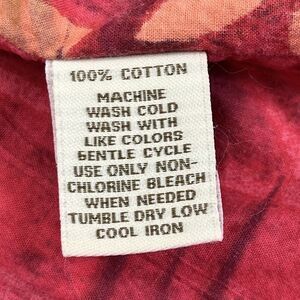 100% COTTON
MACHINE
WASH COLD
WASH WITH
LIKE COLORS
GENTLE CYCLE
USE ONLY NON-
CHLORINE BLEACH
WHEN NEEDED
TUMBLE DRY LOW
COOL IRON